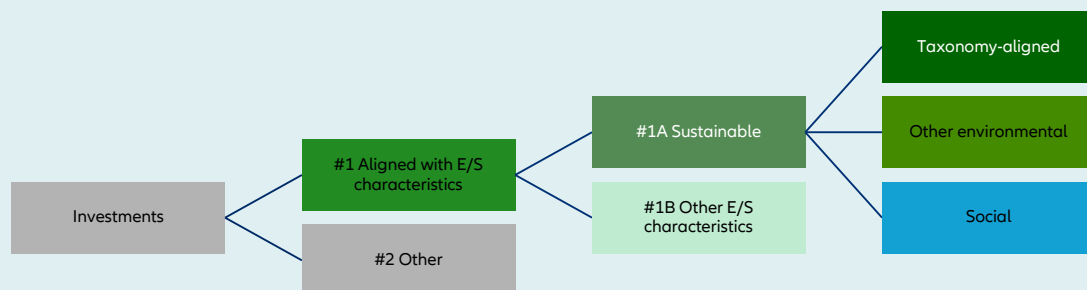 Taxonomy-aligned
#1A Sustainable
Other environmental
#1 Aligned with E/S
characteristics
Investments
#1B Other E/S
characteristics
Social
#2 Other